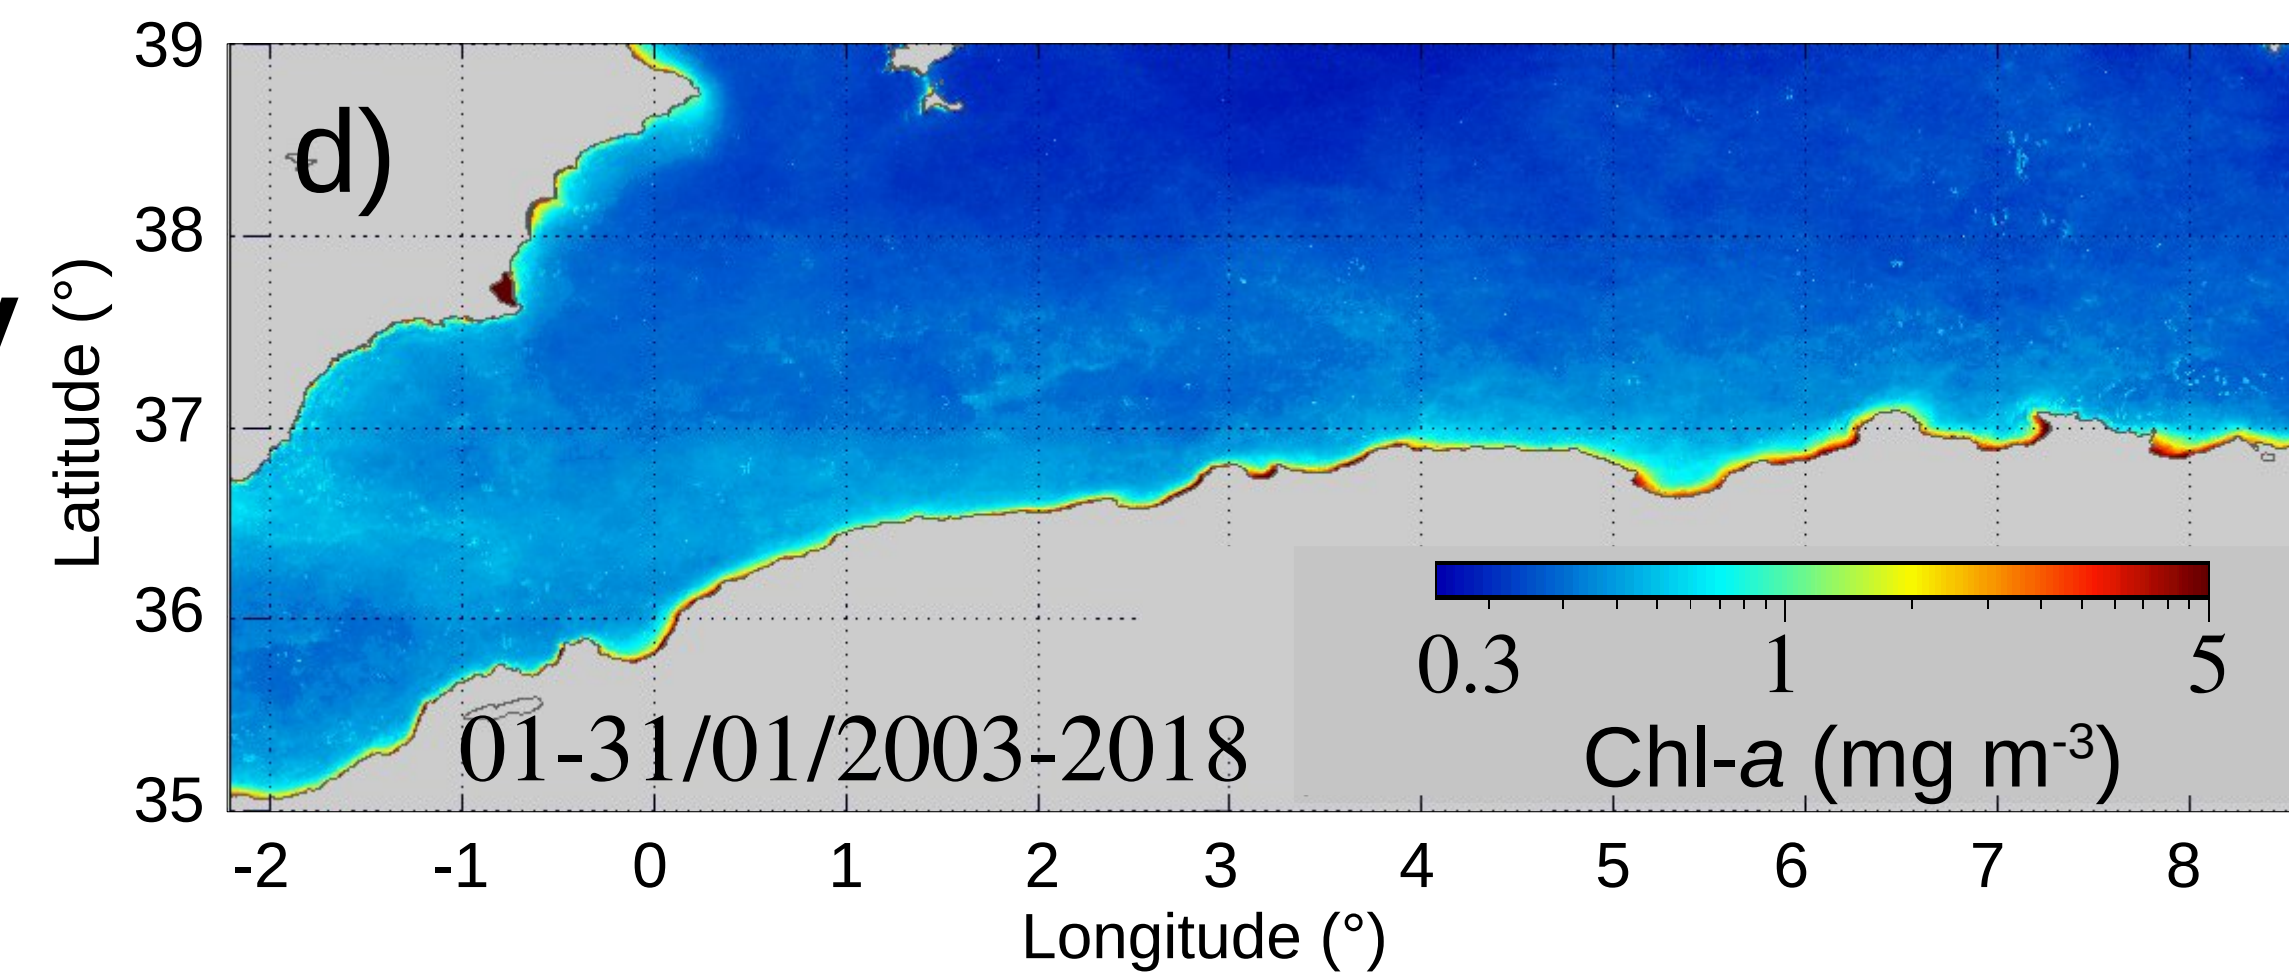 39
d)
38
37
36
35
Latitude (°)
y
01-31/01/2003-2018
0.3 1 5
Chl-a (mg m-3)
-2 -1 0 1 2 3 4 5 6 7 8
Longitude (°)